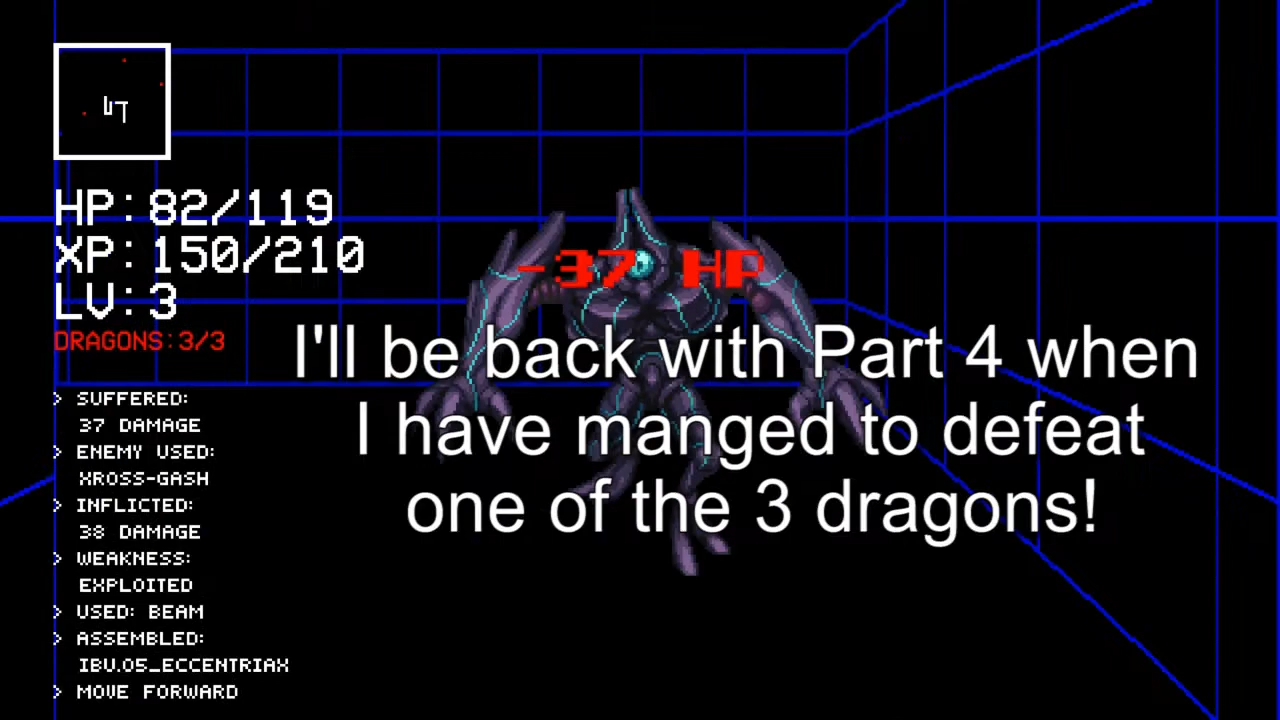 HP:82/119
XP:150/210
LV:3
DRAGONS:3/3
-37 HP
I'll be back with Part 4 when
I have manged to defeat
one of the 3 dragons!
> SUFFERED:
37 DAMAGE
> ENEMY USED:
XROSS-GASH
> INFLICTED:
38 DAMAGE
> WEAKNESS:
EXPLOITED
> USED: BEAM
> ASSEMBLED:
IBV.05_ECCENTRIAX
> MOVE FORWARD